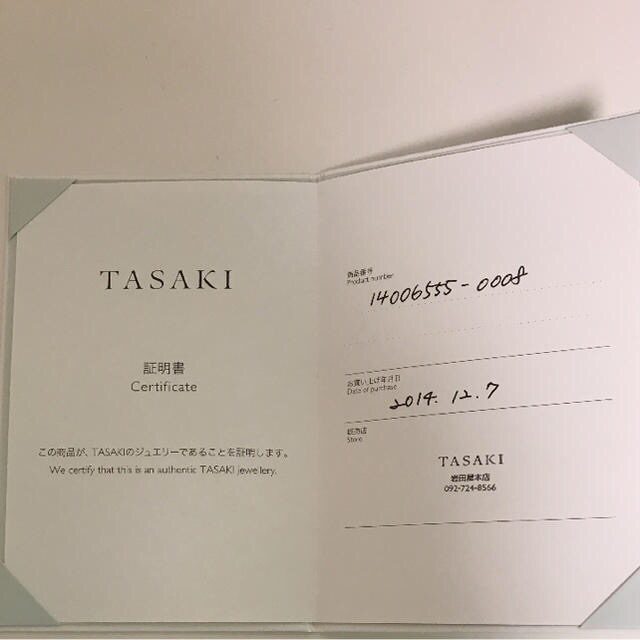 TASAKI
証明書
Certificate
この商品が、TASAKIのジュエリーであることを証明します。
We certify that this is an authentic TASAKI jewellery.
商品番号
Product number
14006555-0008
お買い上げ年月日
Date of purchase
2014. 12. 7
販売店
Store
TASAKI
岩田屋本店
092-724-8566